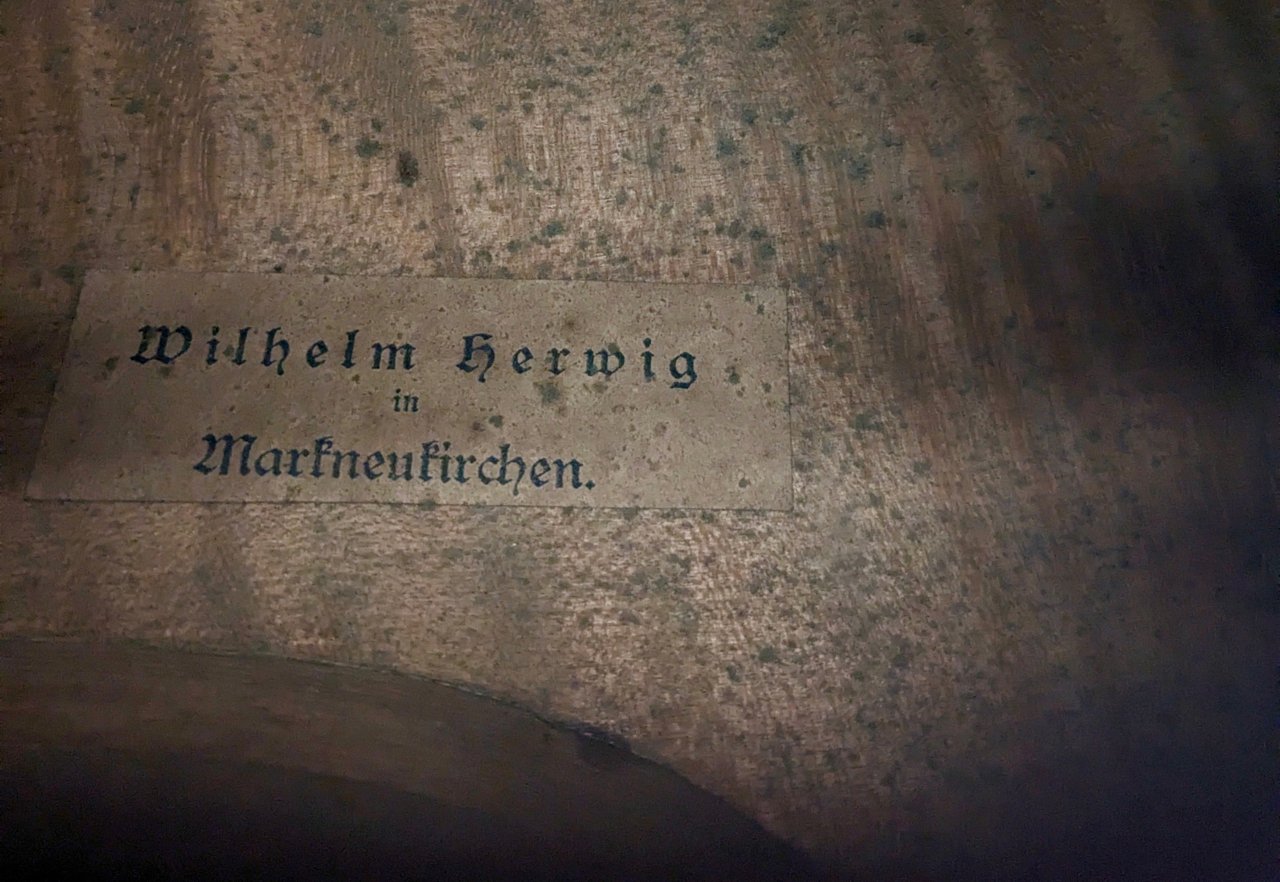 Wilhelm Herwig
in
Markneukirchen.